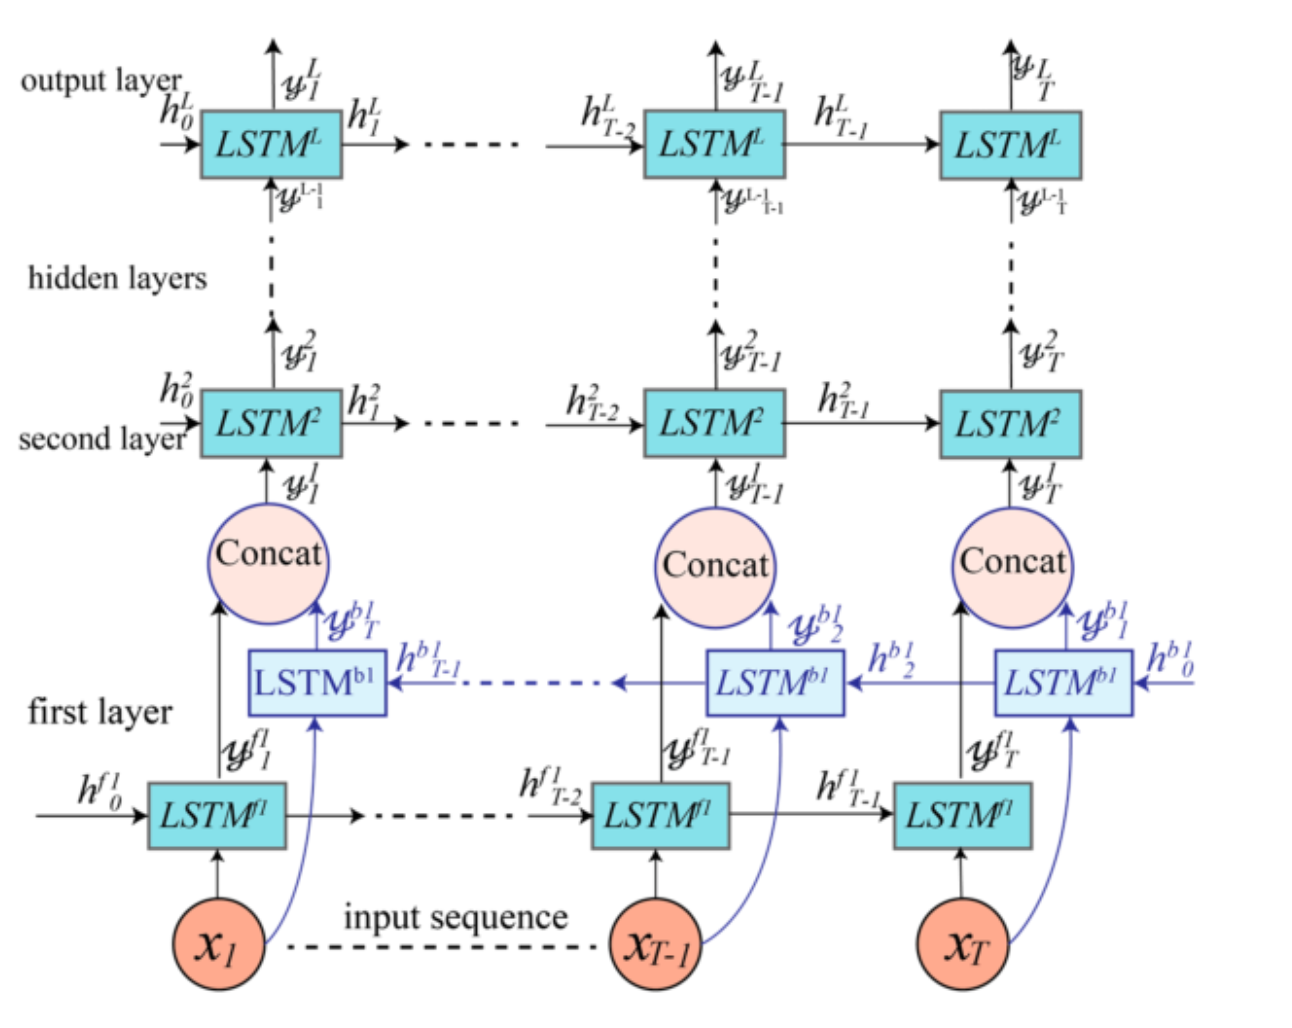 output layer
y₁ᴸ y_{T-1}^L y_T^L
h_0^L h_1^L h_{T-2}^L h_{T-1}^L
LSTM^L LSTM^L LSTM^L
y_1^{L-1} y_{T-1}^{L-1} y_T^{L-1}
hidden layers
y_1^2 y_{T-1}^2 y_T^2
h_0^2 h_1^2 h_{T-2}^2 h_{T-1}^2
second layer LSTM^2 LSTM^2 LSTM^2
y_1^1 y_{T-1}^1 y_T^1
Concat Concat Concat
y_T^{b1} y_2^{b1} y_1^{b1}
h_{T-1}^{b1} h_2^{b1} h_0^{b1}
LSTM^{b1} LSTM^{b1} LSTM^{b1}
first layer
y_1^{f1} y_{T-1}^{f1} y_T^{f1}
h_0^{f1} h_{T-2}^{f1} h_{T-1}^{f1}
LSTM^{f1} LSTM^{f1} LSTM^{f1}
input sequence
x_1 x_{T-1} x_T